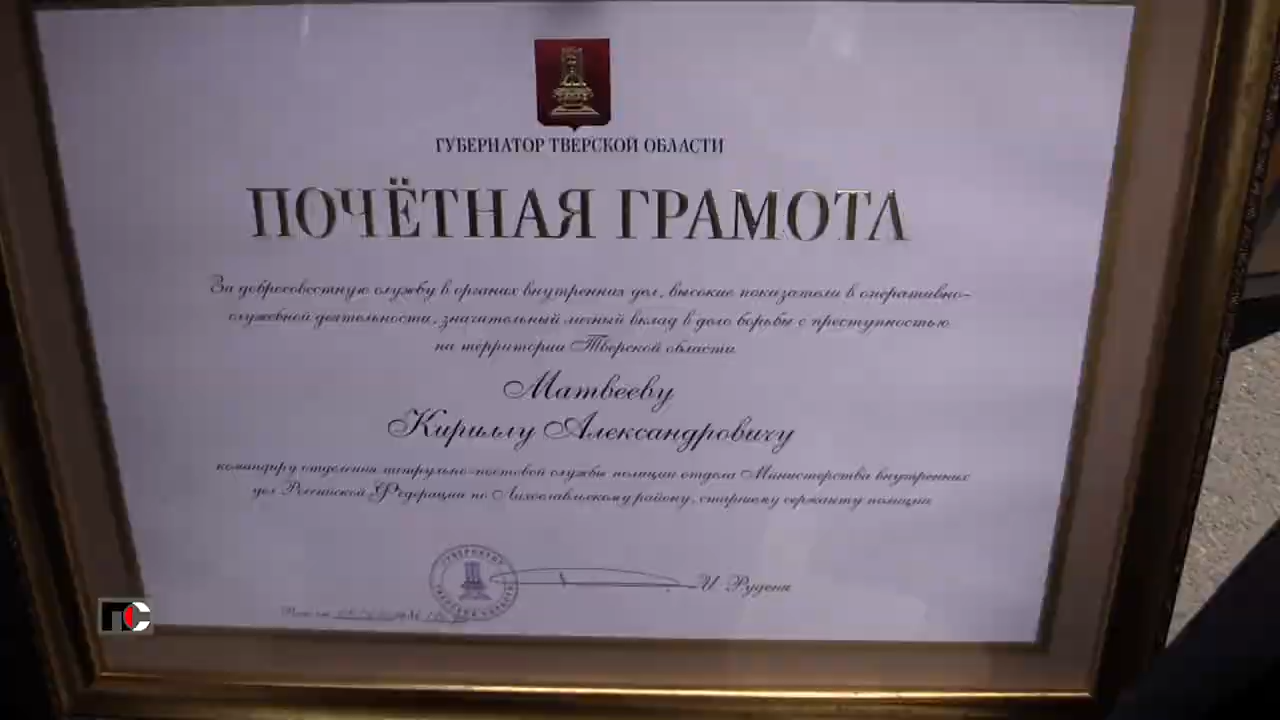 ГУБЕРНАТОР ТВЕРСКОЙ ОБЛАСТИ
ПОЧЁТНАЯ ГРАМОТА
За добросовестную службу в органах внутренних дел, высокие показатели в оперативно-
служебной деятельности, значительный личный вклад в дело борьбы с преступностью
на территории Тверской области
Матвееву
Кириллу Александровичу
командиру отделения патрульно-постовой службы полиции отдела Министерства внутренних
дел Российской Федерации по Лихославльскому району, старшему сержанту полиции
И. Руденя
ПС